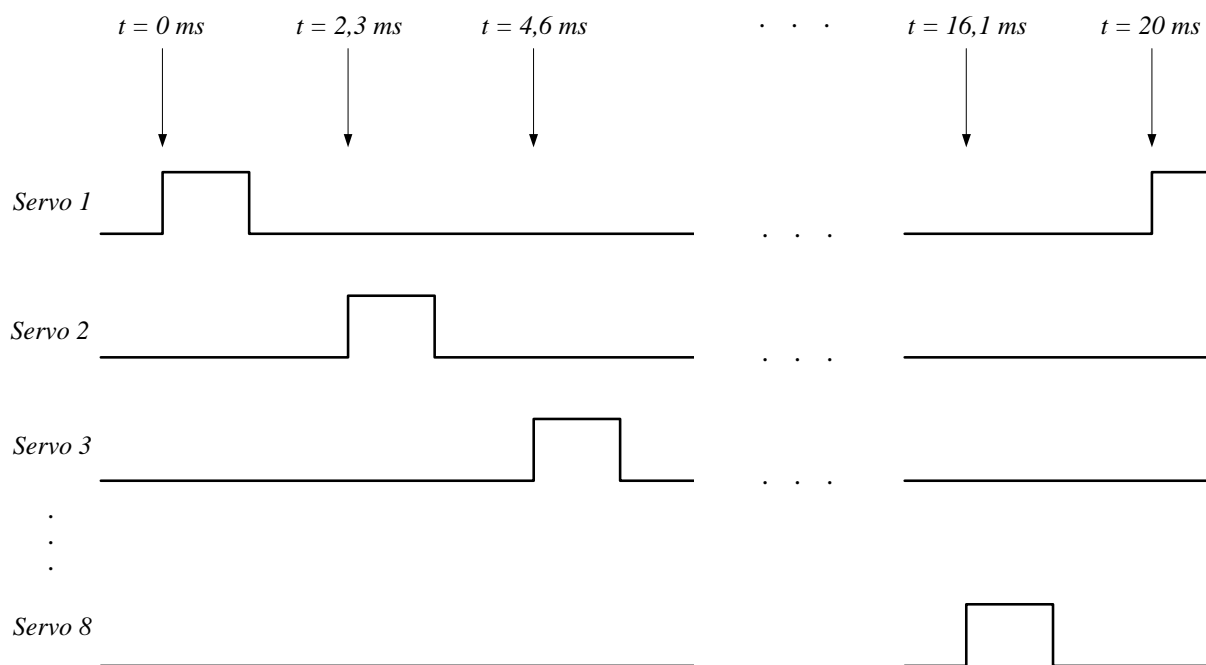 t = 0 ms t = 2,3 ms t = 4,6 ms . . . t = 16,1 ms t = 20 ms
Servo 1 . . .
Servo 2 . . .
Servo 3 . . .
.
.
.
Servo 8